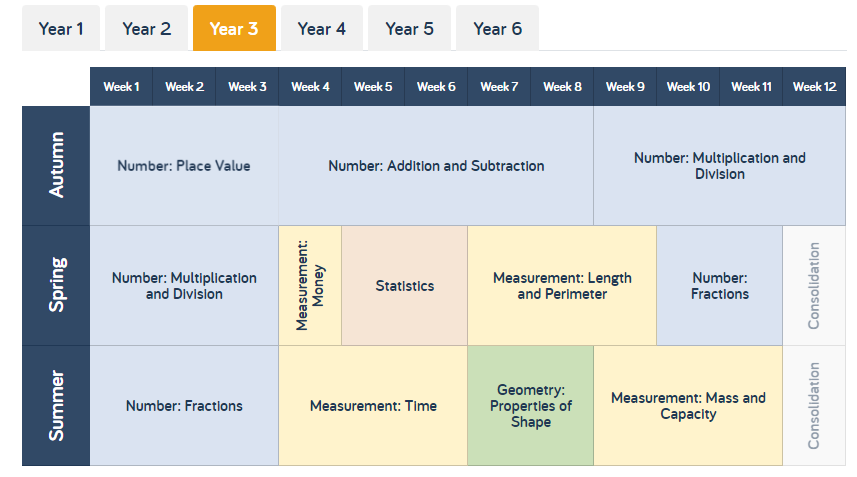 Year 1 Year 2 Year 3 Year 4 Year 5 Year 6
Week 1 Week 2 Week 3 Week 4 Week 5 Week 6 Week 7 Week 8 Week 9 Week 10 Week 11 Week 12
Autumn
Number: Place Value
Number: Addition and Subtraction
Number: Multiplication and
Division
Spring
Number: Multiplication
and Division
Measurement:
Money
Statistics
Measurement: Length
and Perimeter
Number:
Fractions
Consolidation
Summer
Number: Fractions
Measurement: Time
Geometry:
Properties of
Shape
Measurement: Mass and
Capacity
Consolidation